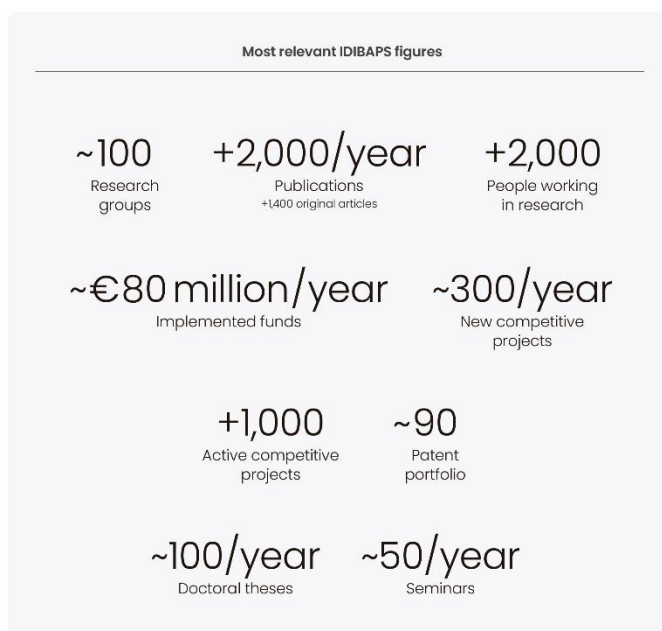 Most relevant IDIBAPS figures
~100
Research
groups
+2,000/year
Publications
+1,400 original articles
+2,000
People working
in research
~€80 million/year
Implemented funds
~300/year
New competitive
projects
+1,000
Active competitive
projects
~90
Patent
portfolio
~100/year
Doctoral theses
~50/year
Seminars